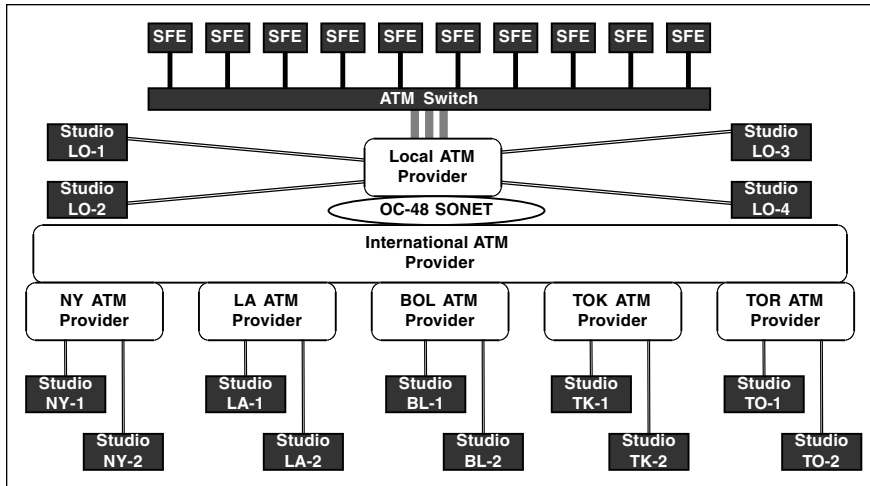 SFE SFE SFE SFE SFE SFE SFE SFE SFE SFE
ATM Switch
Studio
LO-1
Studio
LO-3
Local ATM
Provider
Studio
LO-2
Studio
LO-4
OC-48 SONET
International ATM
Provider
NY ATM
Provider
LA ATM
Provider
BOL ATM
Provider
TOK ATM
Provider
TOR ATM
Provider
Studio
NY-1
Studio
LA-1
Studio
BL-1
Studio
TK-1
Studio
TO-1
Studio
NY-2
Studio
LA-2
Studio
BL-2
Studio
TK-2
Studio
TO-2